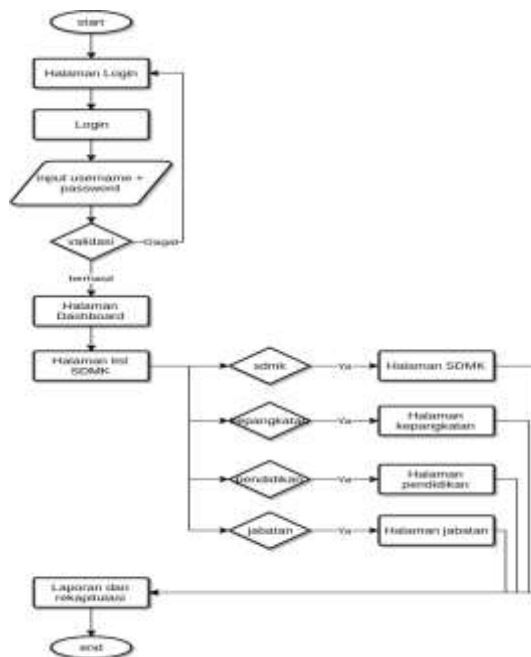 start
Halaman Login
Login
Input username +
password
validasi
Gagal
berhasil
Halaman
Dashboard
Halaman list
SDMK
sdmk
Ya
Halaman SDMK
kepangkatan
Ya
Halaman
kepangkatan
pendidikan
Ya
Halaman
pendidikan
jabatan
Ya
Halaman jabatan
Laporan dan
rekapitulasi
end